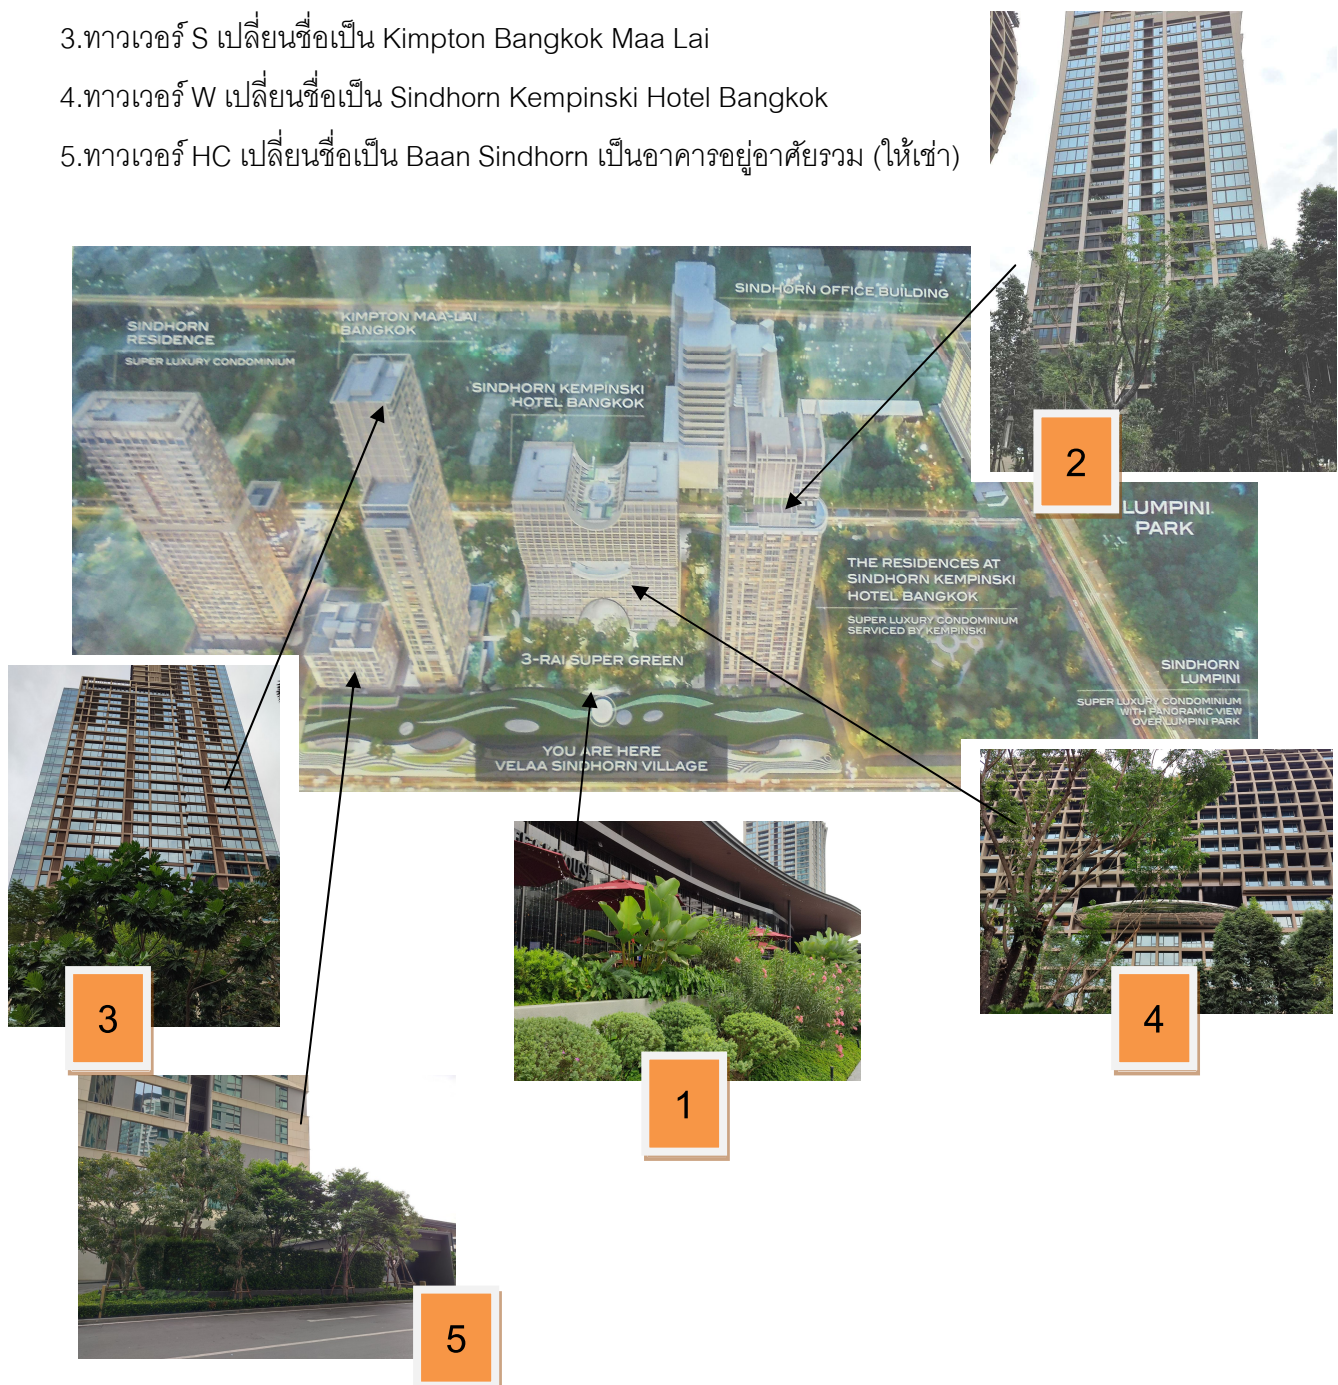 3.ทาวเวอร์ S เปลี่ยนชื่อเป็น Kimpton Bangkok Maa Lai
4.ทาวเวอร์ W เปลี่ยนชื่อเป็น Sindhorn Kempinski Hotel Bangkok
5.ทาวเวอร์ HC เปลี่ยนชื่อเป็น Baan Sindhorn เป็นอาคารอยู่อาศัยรวม (ให้เช่า)
SINDHORN OFFICE BUILDING
KIMPTON MAA-LAI
BANGKOK
SINDHORN
RESIDENCE
SUPER LUXURY CONDOMINIUM
SINDHORN KEMPINSKI
HOTEL BANGKOK
2
LUMPINI
PARK
THE RESIDENCES AT
SINDHORN KEMPINSKI
HOTEL BANGKOK
SUPER LUXURY CONDOMINIUM
SERVICED BY KEMPINSKI
3-RAI SUPER GREEN
SINDHORN
LUMPINI
SUPER LUXURY CONDOMINIUM
WITH PANORAMIC VIEW
OVER LUMPINI PARK
YOU ARE HERE
VELAA SINDHORN VILLAGE
3
4
1
5